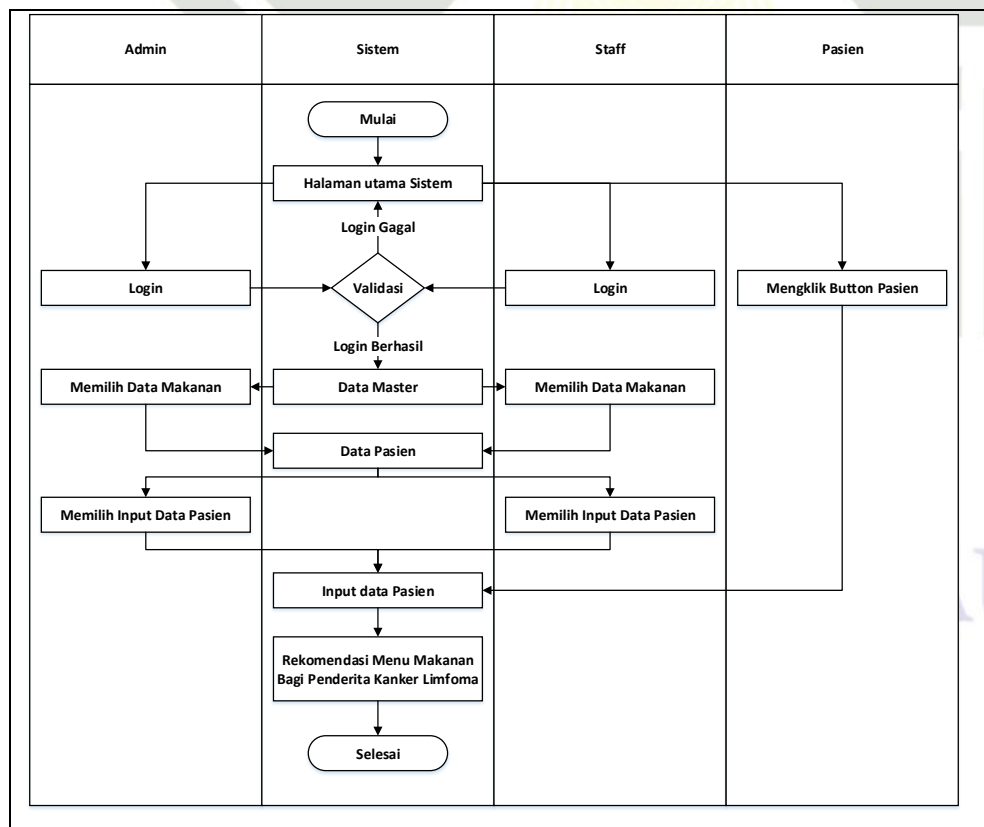 Admin
Sistem
Staff
Pasien
Mulai
Halaman utama Sistem
Login Gagal
Login
Validasi
Login
Mengklik Button Pasien
Login Berhasil
Memilih Data Makanan
Data Master
Memilih Data Makanan
Data Pasien
Memilih Input Data Pasien
Memilih Input Data Pasien
Input data Pasien
Rekomendasi Menu Makanan
Bagi Penderita Kanker Limfoma
Selesai